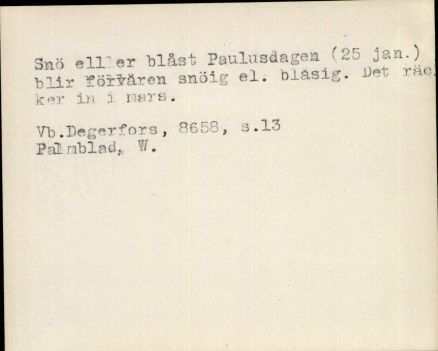 Snö elller blåst Paulusdagen (25 jan.)
blir förvåren snöig el. blåsig. Det räc
ker in i mars.
Vb.Degerfors, 8658, s.13
Palmblad, W.